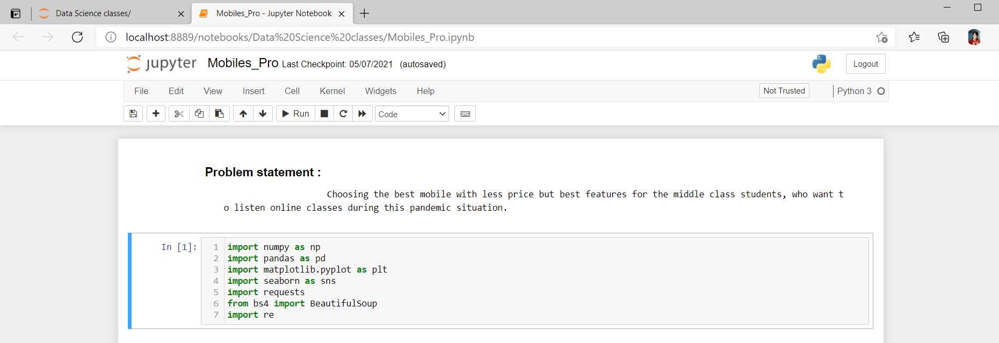 Data Science classes/
Mobiles_Pro - Jupyter Notebook
localhost:8889/notebooks/Data%20Science%20classes/Mobiles_Pro.ipynb
jupyter Mobiles_Pro Last Checkpoint: 05/07/2021 (autosaved)
Logout
File Edit View Insert Cell Kernel Widgets Help
Not Trusted
Python 3
Run
Code
Problem statement :
Choosing the best mobile with less price but best features for the middle class students, who want t
o listen online classes during this pandemic situation.
In [1]:
1 import numpy as np
2 import pandas as pd
3 import matplotlib.pyplot as plt
4 import seaborn as sns
5 import requests
6 from bs4 import BeautifulSoup
7 import re